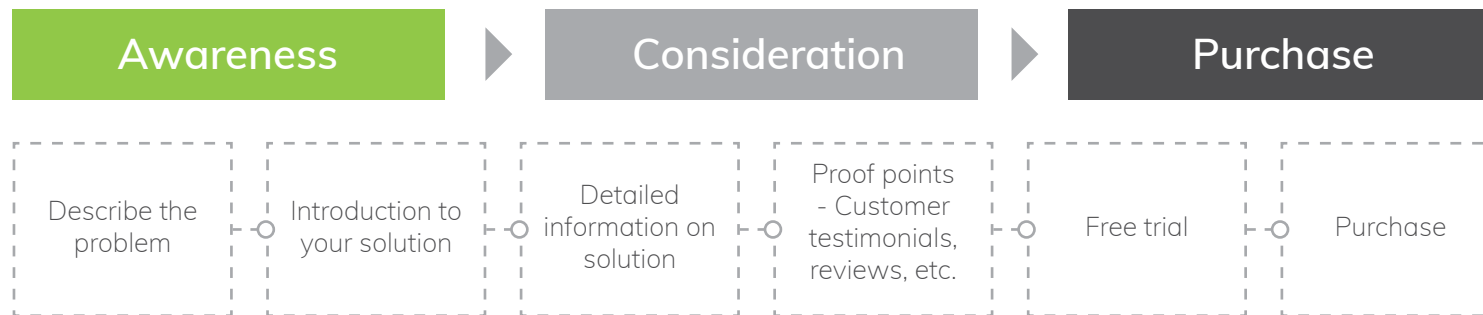 Awareness
Consideration
Purchase
Describe the
problem
Introduction to
your solution
Detailed
information on
solution
Proof points
- Customer
testimonials,
reviews, etc.
Free trial
Purchase